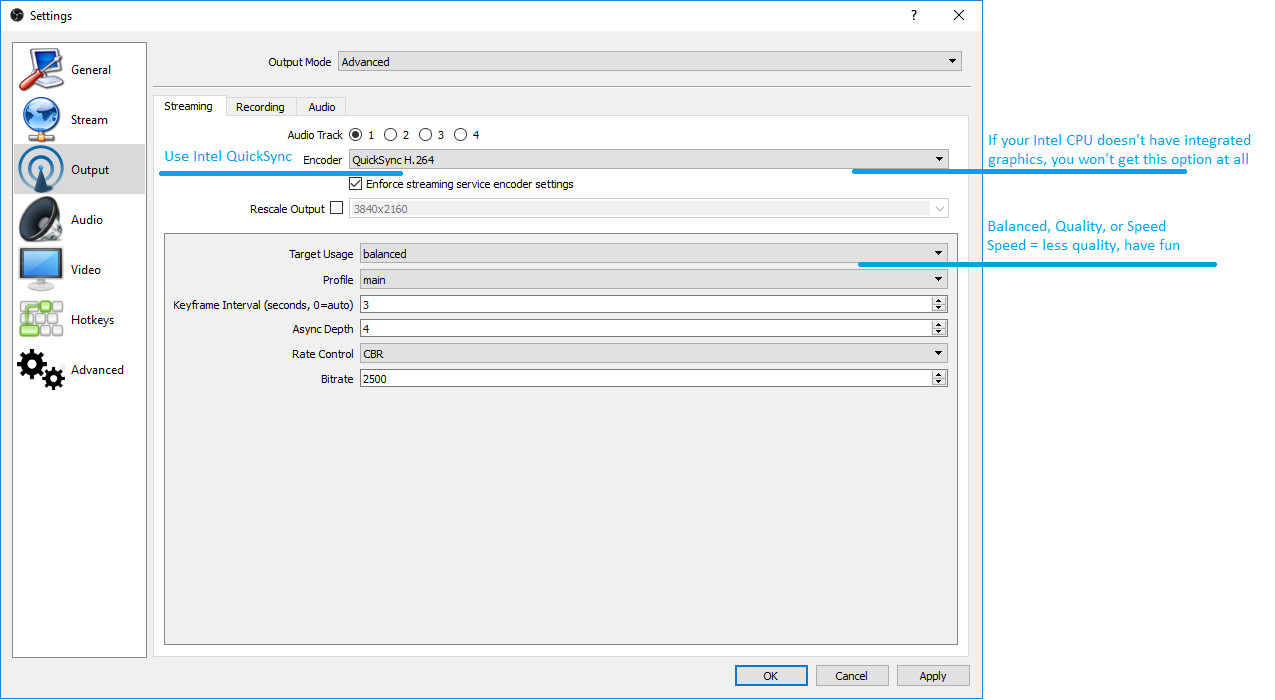 Settings
?
General
Stream
Output
Audio
Video
Hotkeys
Advanced
Output Mode Advanced
Streaming Recording Audio
Audio Track 1 2 3 4
Use Intel QuickSync Encoder QuickSync H.264
Enforce streaming service encoder settings
Rescale Output 3840x2160
Target Usage balanced
Profile main
Keyframe Interval (seconds, 0=auto) 3
Async Depth 4
Rate Control CBR
Bitrate 2500
OK Cancel Apply
If your Intel CPU doesn't have integrated
graphics, you won't get this option at all
Balanced, Quality, or Speed
Speed = less quality, have fun